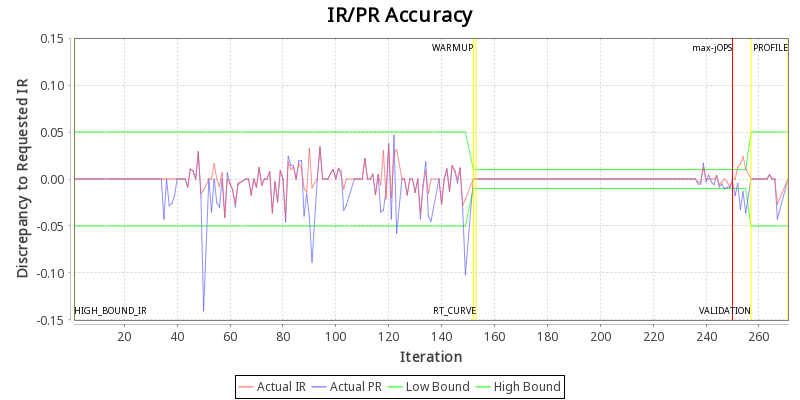 IR/PR Accuracy
Discrepancy to Requested IR
0.15
0.10
0.05
0.00
-0.05
-0.10
-0.15
WARMUP
max-jOPS
PROFILE
HIGH_BOUND_IR
RT_CURVE
VALIDATION
20 40 60 80 100 120 140 160 180 200 220 240 260
Iteration
Actual IR Actual PR Low Bound High Bound